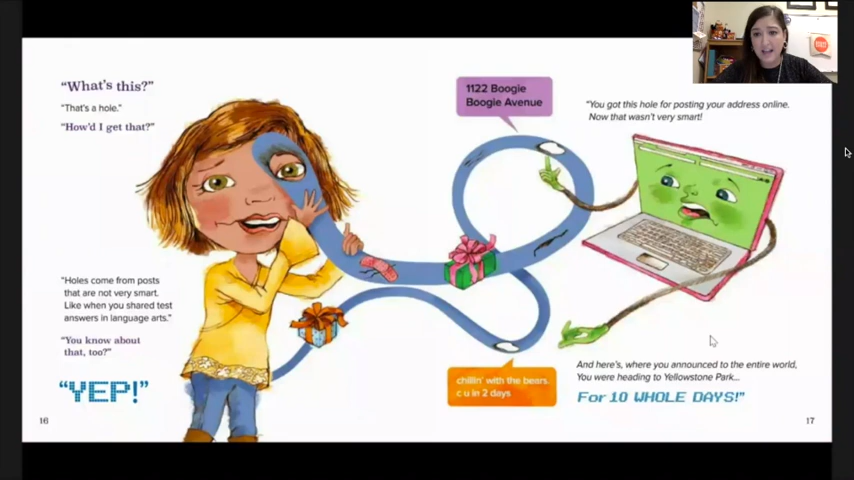 "What's this?"
"That's a hole."
"How'd I get that?"
"Holes come from posts
that are not very smart.
Like when you shared test
answers in language arts."
"You know about
that, too?"
"YEP!"
16
1122 Boogie
Boogie Avenue
"You got this hole for posting your address online.
Now that wasn't very smart!
chillin' with the bears.
c u in 2 days
And here's, where you announced to the entire world,
You were heading to Yellowstone Park...
For 10 WHOLE DAYS!"
17